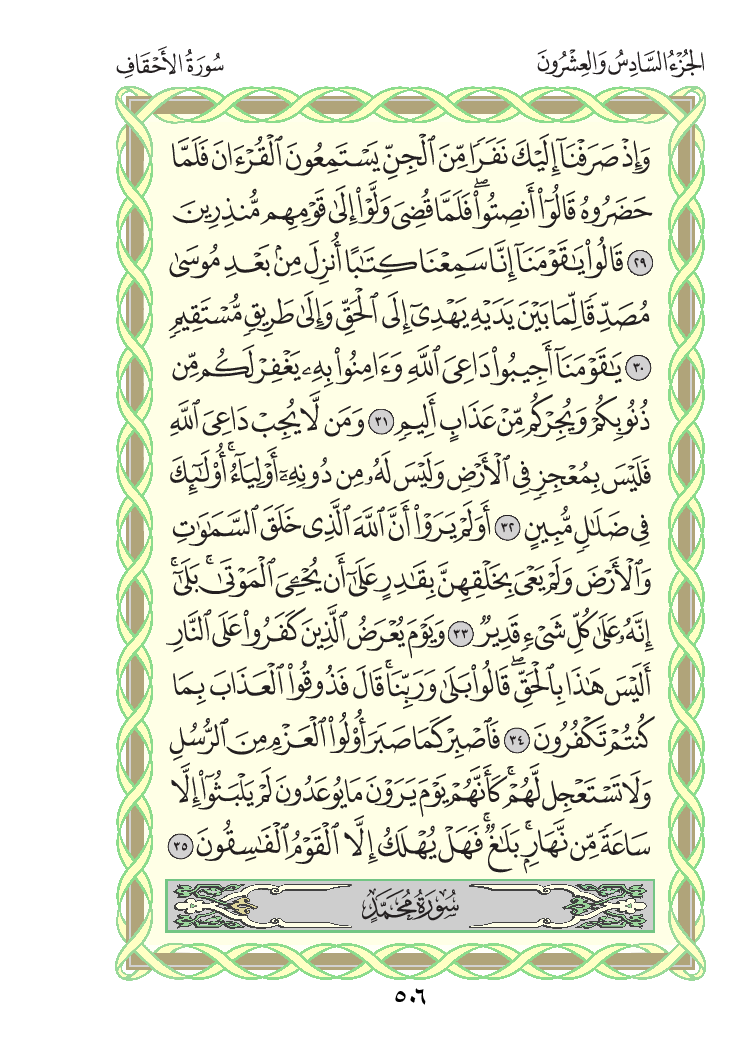 الجُزْءُ السَّادِسُ وَالعِشْرُونَ
سُورَةُ الأَحْقَافِ
وَإِذْ صَرَفْنَآ إِلَيْكَ نَفَرًا مِّنَ ٱلْجِنِّ يَسْتَمِعُونَ ٱلْقُرْءَانَ فَلَمَّا
حَضَرُوهُ قَالُوٓا۟ أَنصِتُوا۟ۖ فَلَمَّا قُضِىَ وَلَّوْا۟ إِلَىٰ قَوْمِهِم مُّنذِرِينَ
٢٩ قَالُوا۟ يَٰقَوْمَنَآ إِنَّا سَمِعْنَا كِتَٰبًا أُنزِلَ مِنۢ بَعْدِ مُوسَىٰ
مُصَدِّقًا لِّمَا بَيْنَ يَدَيْهِ يَهْدِىٓ إِلَى ٱلْحَقِّ وَإِلَىٰ طَرِيقٍ مُّسْتَقِيمٍ
٣٠ يَٰقَوْمَنَآ أَجِيبُوا۟ دَاعِىَ ٱللَّهِ وَءَامِنُوا۟ بِهِۦ يَغْفِرْ لَكُم مِّن
ذُنُوبِكُمْ وَيُجِرْكُم مِّنْ عَذَابٍ أَلِيمٍ ٣١ وَمَن لَّا يُجِبْ دَاعِىَ ٱللَّهِ
فَلَيْسَ بِمُعْجِزٍ فِى ٱلْأَرْضِ وَلَيْسَ لَهُۥ مِن دُونِهِۦٓ أَوْلِيَآءُۚ أُو۟لَٰٓئِكَ
فِى ضَلَٰلٍ مُّبِينٍ ٣٢ أَوَلَمْ يَرَوْا۟ أَنَّ ٱللَّهَ ٱلَّذِى خَلَقَ ٱلسَّمَٰوَٰتِ
وَٱلْأَرْضَ وَلَمْ يَعْىَ بِخَلْقِهِنَّ بِقَٰدِرٍ عَلَىٰٓ أَن يُحْـِۧىَ ٱلْمَوْتَىٰۚ بَلَىٰٓ
إِنَّهُۥ عَلَىٰ كُلِّ شَىْءٍ قَدِيرٌ ٣٣ وَيَوْمَ يُعْرَضُ ٱلَّذِينَ كَفَرُوا۟ عَلَى ٱلنَّارِ
أَلَيْسَ هَٰذَا بِٱلْحَقِّۖ قَالُوا۟ بَلَىٰ وَرَبِّنَاۚ قَالَ فَذُوقُوا۟ ٱلْعَذَابَ بِمَا
كُنتُمْ تَكْفُرُونَ ٣٤ فَٱصْبِرْ كَمَا صَبَرَ أُو۟لُوا۟ ٱلْعَزْمِ مِنَ ٱلرُّسُلِ
وَلَا تَسْتَعْجِل لَّهُمْۚ كَأَنَّهُمْ يَوْمَ يَرَوْنَ مَا يُوعَدُونَ لَمْ يَلْبَثُوٓا۟ إِلَّا
سَاعَةً مِّن نَّهَارٍۭۚ بَلَٰغٌۚ فَهَلْ يُهْلَكُ إِلَّا ٱلْقَوْمُ ٱلْفَٰسِقُونَ ٣٥
سُورَةُ مُحَمَّدٍ
٥٠٦